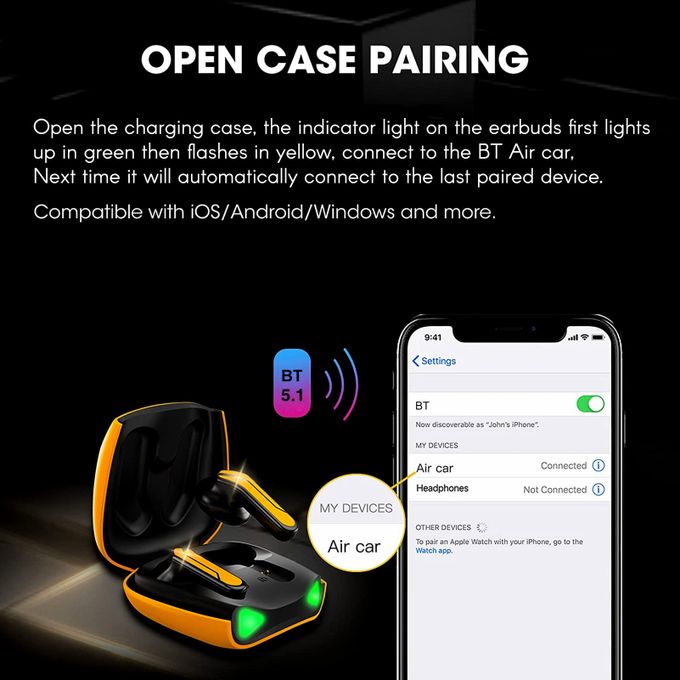 OPEN CASE PAIRING
Open the charging case, the indicator light on the earbuds first lights
up in green then flashes in yellow, connect to the BT Air car,
Next time it will automatically connect to the last paired device.
Compatible with iOS/Android/Windows and more.
9:41
Settings
BT
5.1
BT
Now discoverable as "John's iPhone".
MY DEVICES
Air car Connected
Headphones Not Connected
MY DEVICES
Air car
OTHER DEVICES
To pair an Apple Watch with your iPhone, go to the
Watch app.